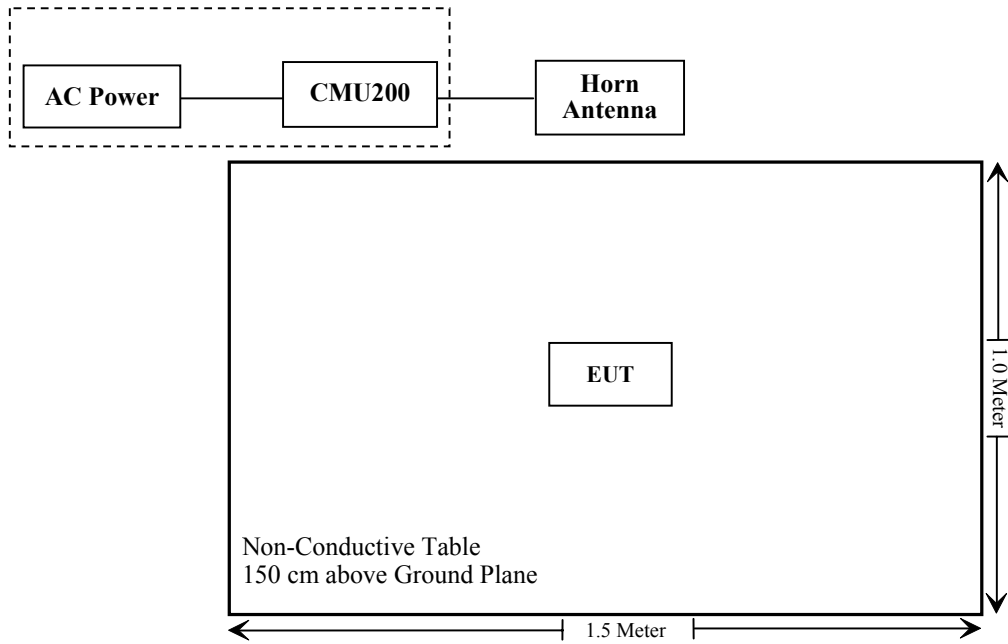 AC Power
CMU200
Horn
Antenna
EUT
1.0 Meter
Non-Conductive Table
150 cm above Ground Plane
1.5 Meter